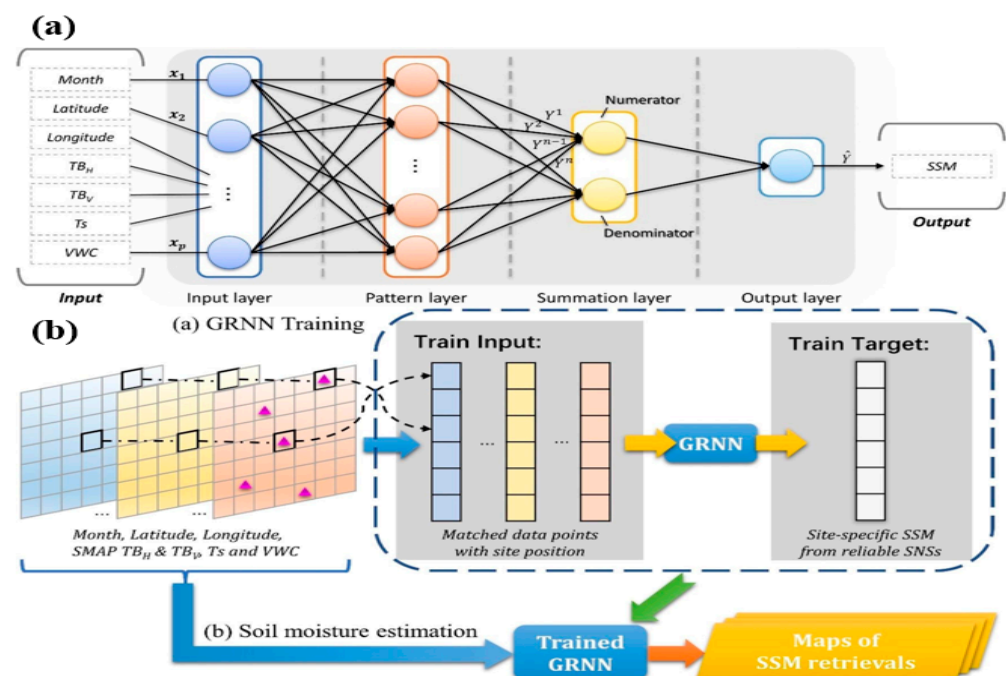 (a)
Month
Latitude
Longitude
TB_H
TB_V
Ts
VWC
Input
x_1
x_2
x_p
...
...
Y^1
Y^2
Y^{n-1}
Y^n
Numerator
Denominator
Ŷ
SSM
Output
Input layer
Pattern layer
Summation layer
Output layer
(a) GRNN Training
(b)
Train Input:
Train Target:
...
...
GRNN
...
...
Month, Latitude, Longitude,
SMAP TB_H & TB_V, Ts and VWC
Matched data points
with site position
Site-specific SSM
from reliable SNSs
(b) Soil moisture estimation
Trained
GRNN
Maps of
SSM retrievals